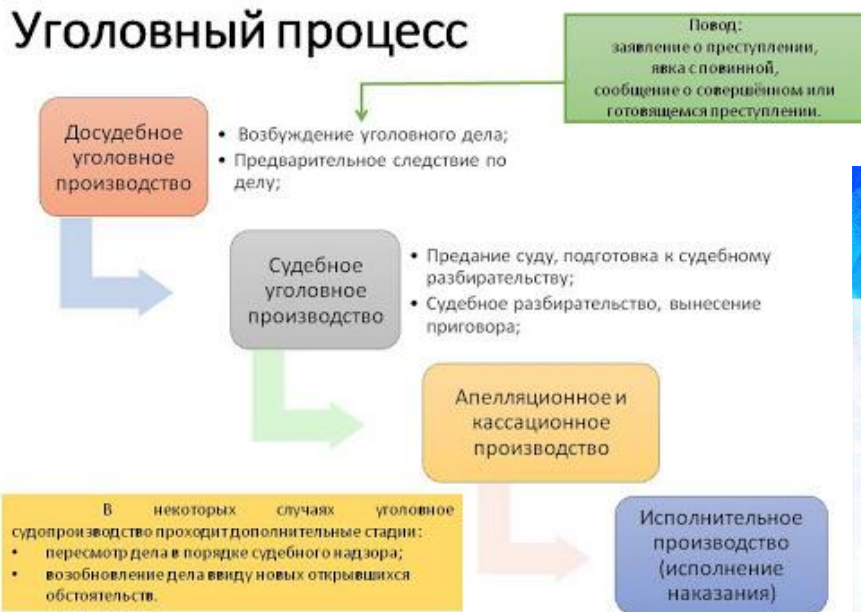 Уголовный процесс
Повод:
заявление о преступлении,
явка с повинной,
сообщение о совершённом или
готовящемся преступлении.
Досудебное
уголовное
производство
• Возбуждение уголовного дела;
• Предварительное следствие по
делу;
Судебное
уголовное
производство
• Предание суду, подготовка к судебному
разбирательству;
• Судебное разбирательство, вынесение
приговора;
Апелляционное и
кассационное
производство
В некоторых случаях уголовное
судопроизводство проходит дополнительные стадии:
• пересмотр дела в порядке судебного надзора;
• возобновление дела ввиду новых открывшихся
обстоятельств.
Исполнительное
производство
(исполнение
наказания)